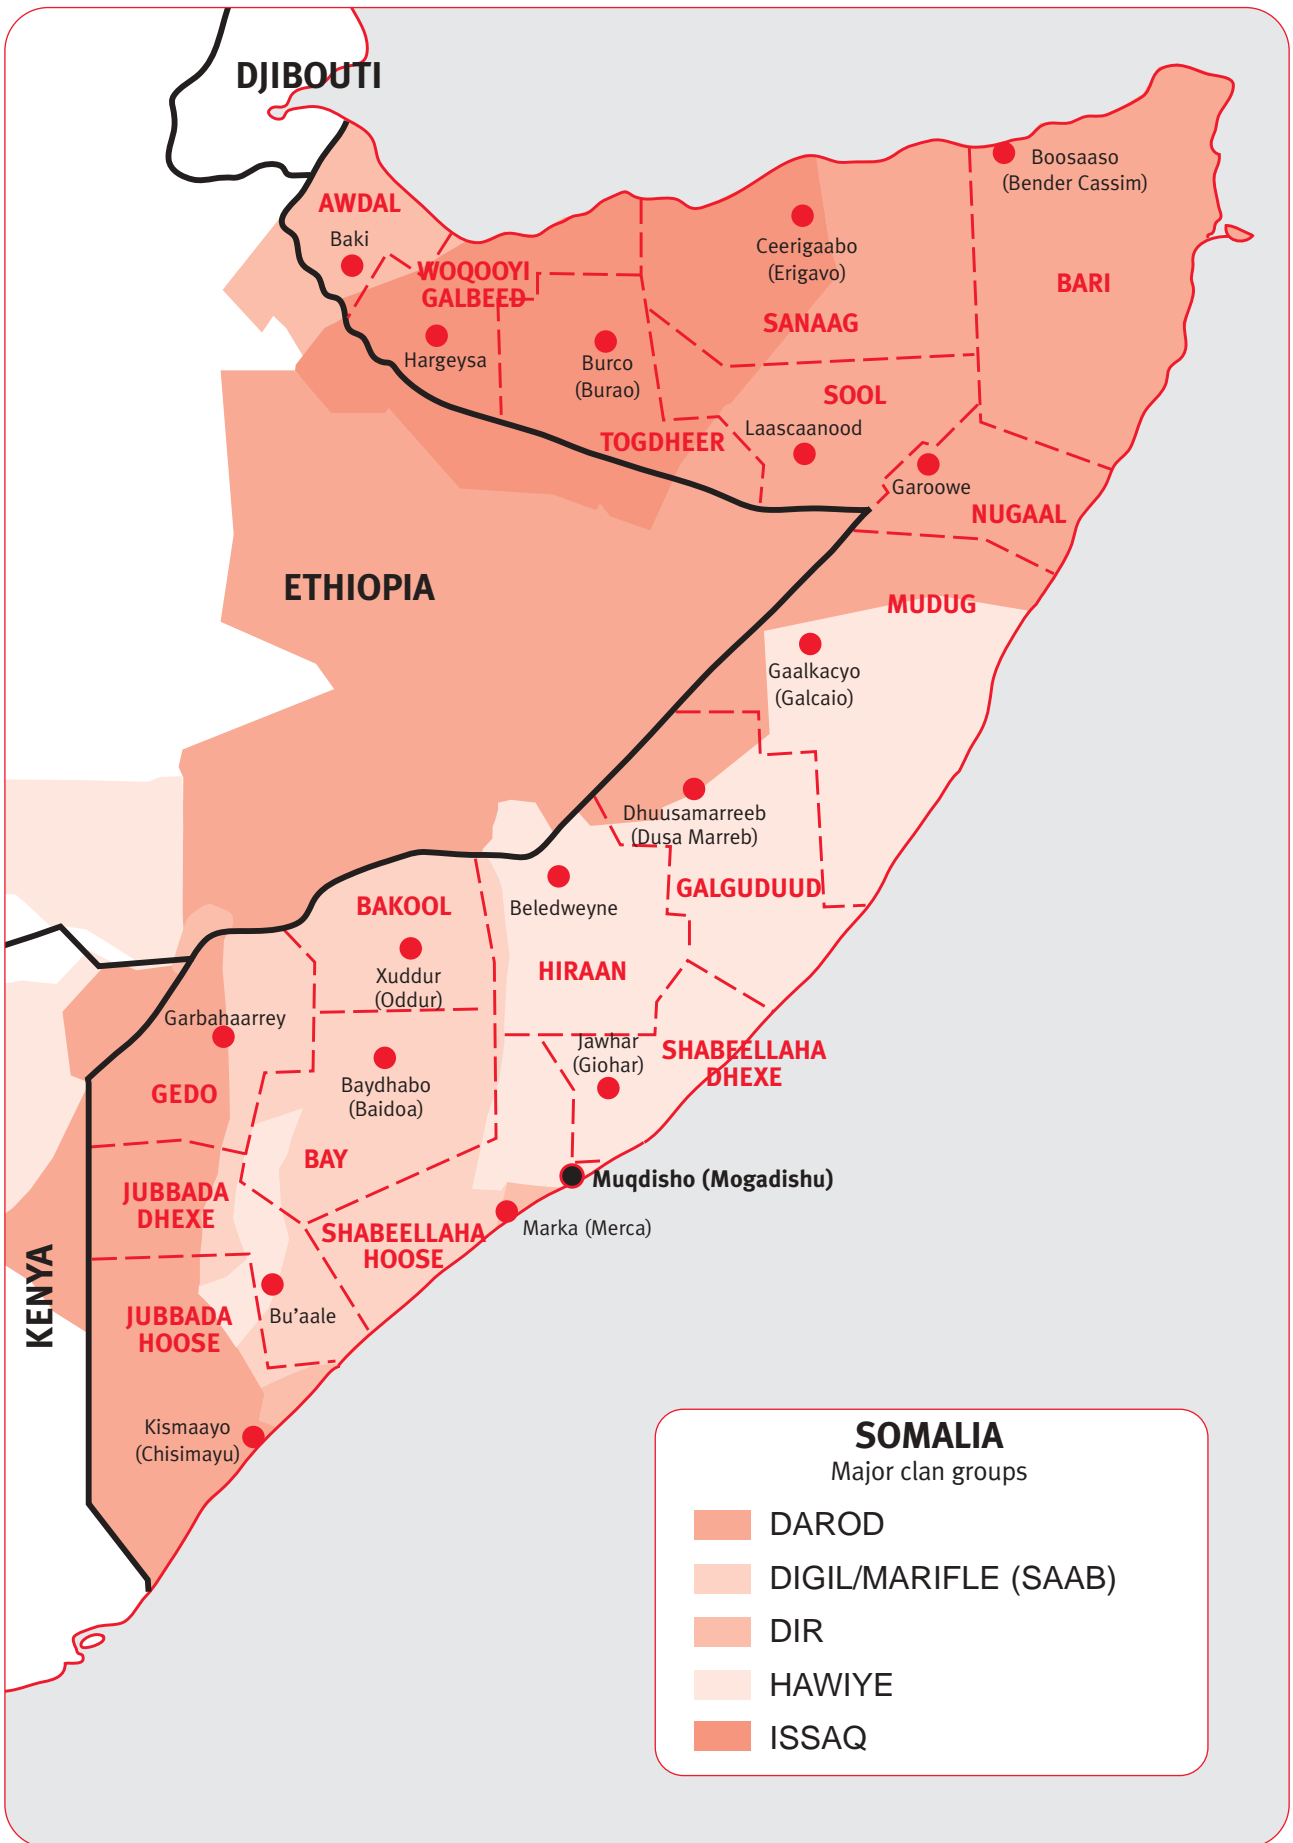 DJIBOUTI
Boosaaso
(Bender Cassim)
AWDAL
Baki
Ceerigaabo
(Erigavo)
WOQOOYI
GALBEED
BARI
SANAAG
Hargeysa
Burco
(Burao)
SOOL
Laascaanood
TOGDHEER
Garoowe
NUGAAL
ETHIOPIA
MUDUG
Gaalkacyo
(Galcaio)
Dhuusamarreeb
(Dusa Marreb)
GALGUDUUD
BAKOOL
Beledweyne
HIRAAN
Xuddur
(Oddur)
Garbahaarrey
Jawhar
(Giohar)
SHABEELLAHA
DHEXE
GEDO
Baydhabo
(Baidoa)
BAY
Muqdisho (Mogadishu)
JUBBADA
DHEXE
SHABEELLAHA
HOOSE
Marka (Merca)
KENYA
JUBBADA
HOOSE
Bu’aale
Kismaayo
(Chisimayu)
SOMALIA
Major clan groups
DAROD
DIGIL/MARIFLE (SAAB)
DIR
HAWIYE
ISSAQ